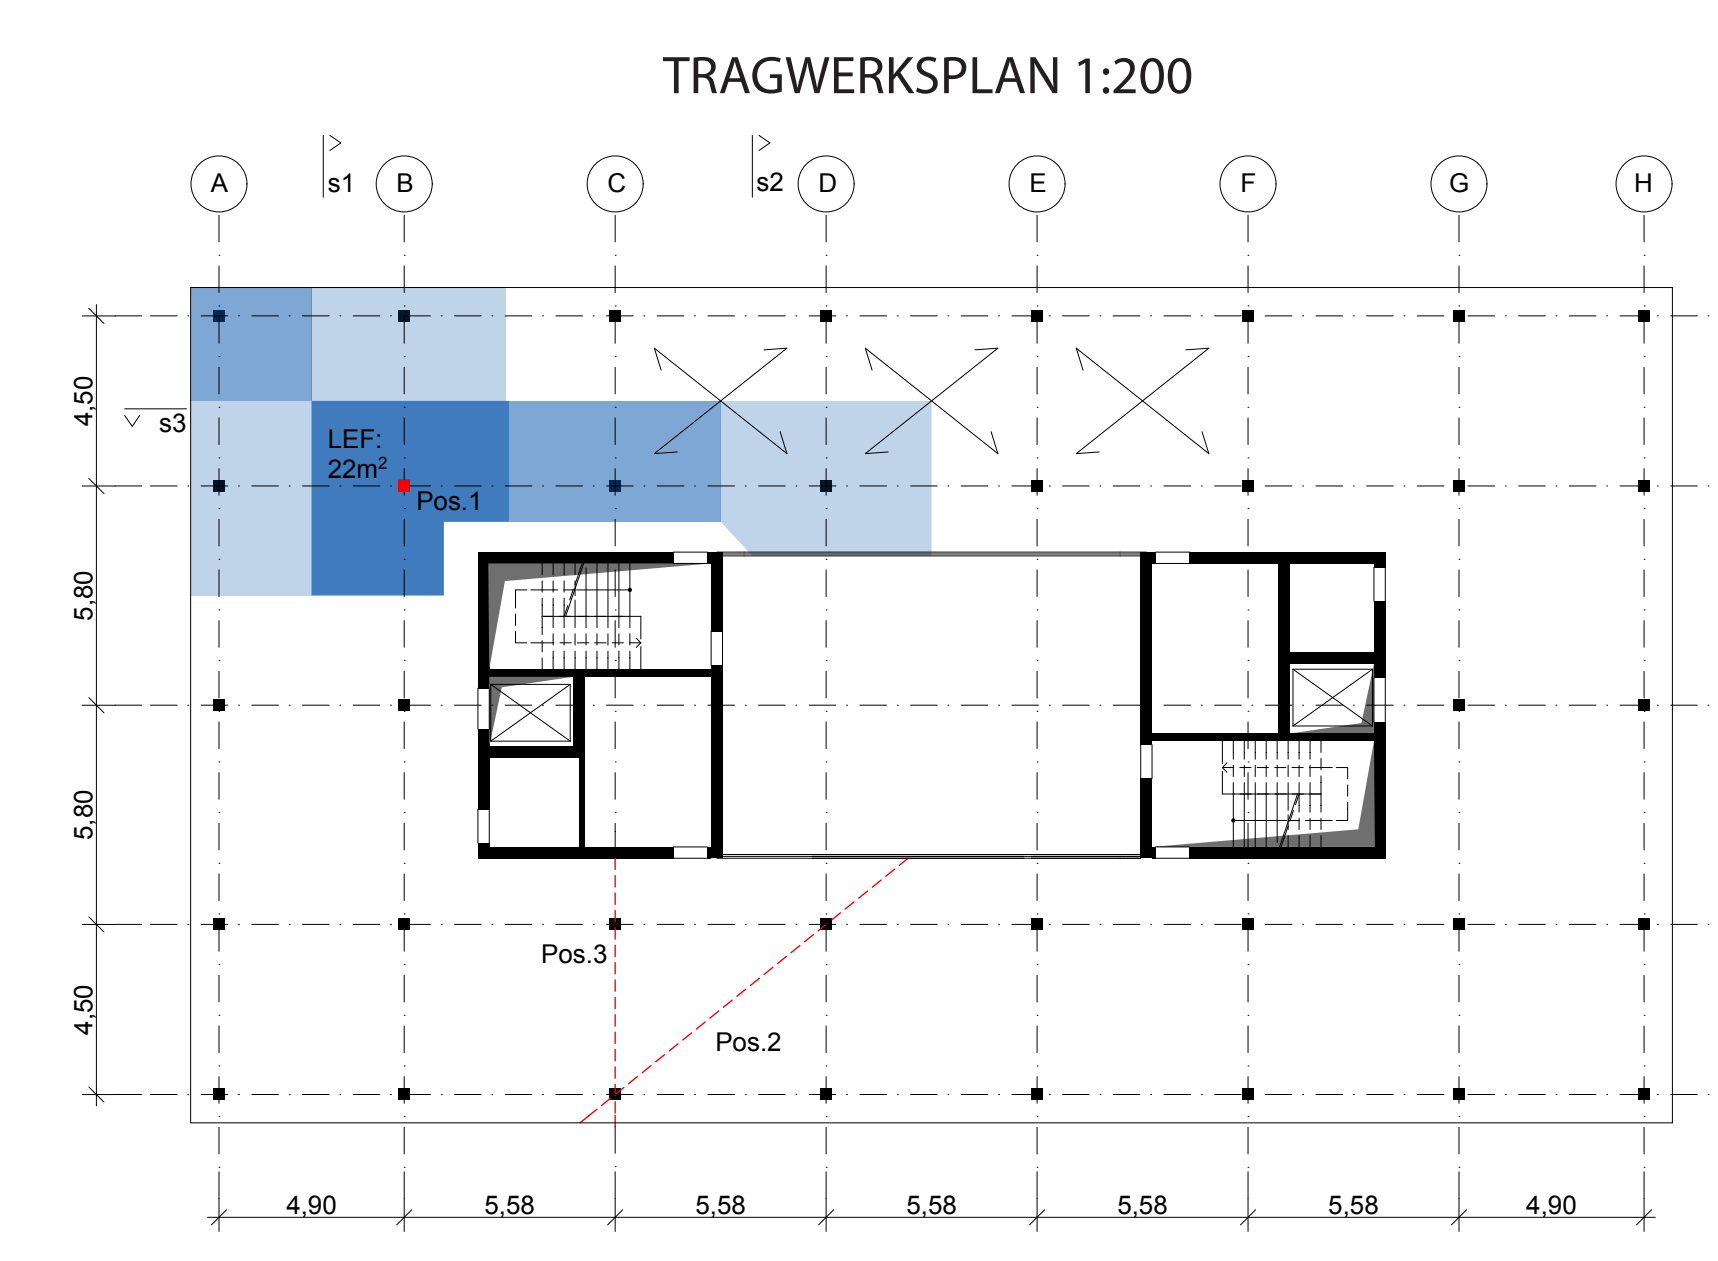 TRAGWERKSPLAN 1:200
s1
s2
A
B
C
D
E
F
G
H
4,50
s3
LEF:
22m²
Pos.1
5,80
5,80
Pos.3
4,50
Pos.2
4,90
5,58
5,58
5,58
5,58
5,58
4,90